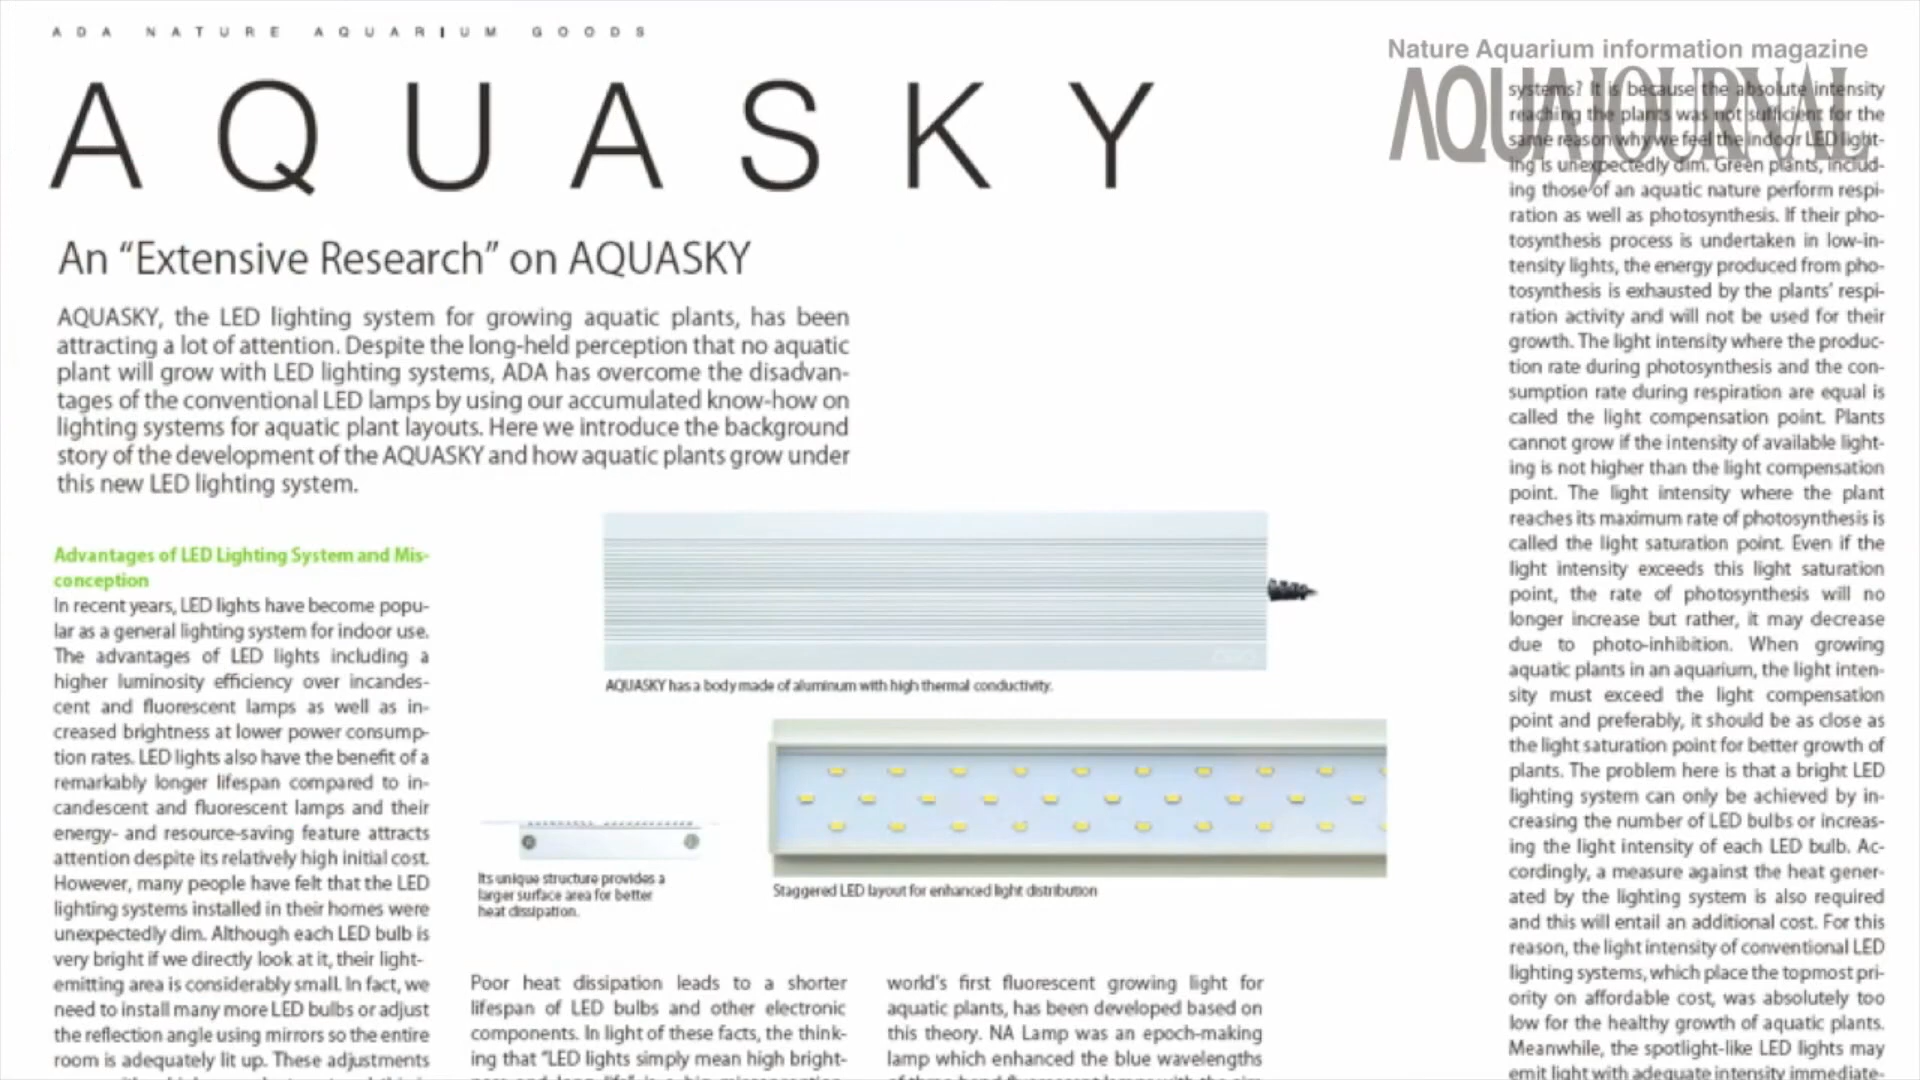 ADA NATURE AQUARIUM GOODS
AQUASKY
An “Extensive Research” on AQUASKY
AQUASKY, the LED lighting system for growing aquatic plants, has been
attracting a lot of attention. Despite the long-held perception that no aquatic
plant will grow with LED lighting systems, ADA has overcome the disadvan-
tages of the conventional LED lamps by using our accumulated know-how on
lighting systems for aquatic plant layouts. Here we introduce the background
story of the development of the AQUASKY and how aquatic plants grow under
this new LED lighting system.
Advantages of LED Lighting System and Mis-
conception
In recent years, LED lights have become popu-
lar as a general lighting system for indoor use.
The advantages of LED lights including a
higher luminosity efficiency over incandes-
cent and fluorescent lamps as well as in-
creased brightness at lower power consump-
tion rates. LED lights also have the benefit of a
remarkably longer lifespan compared to in-
candescent and fluorescent lamps and their
energy- and resource-saving feature attracts
attention despite its relatively high initial cost.
However, many people have felt that the LED
lighting systems installed in their homes were
unexpectedly dim. Although each LED bulb is
very bright if we directly look at it, their light-
emitting area is considerably small. In fact, we
need to install many more LED bulbs or adjust
the reflection angle using mirrors so the entire
room is adequately lit up. These adjustments
AQUASKY has a body made of aluminum with high thermal conductivity.
Its unique structure provides a
larger surface area for better
heat dissipation.
Staggered LED layout for enhanced light distribution
Poor heat dissipation leads to a shorter
lifespan of LED bulbs and other electronic
components. In light of these facts, the think-
ing that “LED lights simply mean high bright-
world’s first fluorescent growing light for
aquatic plants, has been developed based on
this theory. NA Lamp was an epoch-making
lamp which enhanced the blue wavelengths
Nature Aquarium information magazine
AQUA JOURNAL
systems? It is because the absolute intensity
reaching the plants was not sufficient for the
same reason why we feel the indoor LED light-
ing is unexpectedly dim. Green plants, includ-
ing those of an aquatic nature perform respi-
ration as well as photosynthesis. If their pho-
tosynthesis process is undertaken in low-in-
tensity lights, the energy produced from pho-
tosynthesis is exhausted by the plants’ respi-
ration activity and will not be used for their
growth. The light intensity where the produc-
tion rate during photosynthesis and the con-
sumption rate during respiration are equal is
called the light compensation point. Plants
cannot grow if the intensity of available light-
ing is not higher than the light compensation
point. The light intensity where the plant
reaches its maximum rate of photosynthesis is
called the light saturation point. Even if the
light intensity exceeds this light saturation
point, the rate of photosynthesis will no
longer increase but rather, it may decrease
due to photo-inhibition. When growing
aquatic plants in an aquarium, the light inten-
sity must exceed the light compensation
point and preferably, it should be as close as
the light saturation point for better growth of
plants. The problem here is that a bright LED
lighting system can only be achieved by in-
creasing the number of LED bulbs or increas-
ing the light intensity of each LED bulb. Ac-
cordingly, a measure against the heat gener-
ated by the lighting system is also required
and this will entail an additional cost. For this
reason, the light intensity of conventional LED
lighting systems, which place the topmost pri-
ority on affordable cost, was absolutely too
low for the healthy growth of aquatic plants.
Meanwhile, the spotlight-like LED lights may
emit light with adequate intensity immediate-